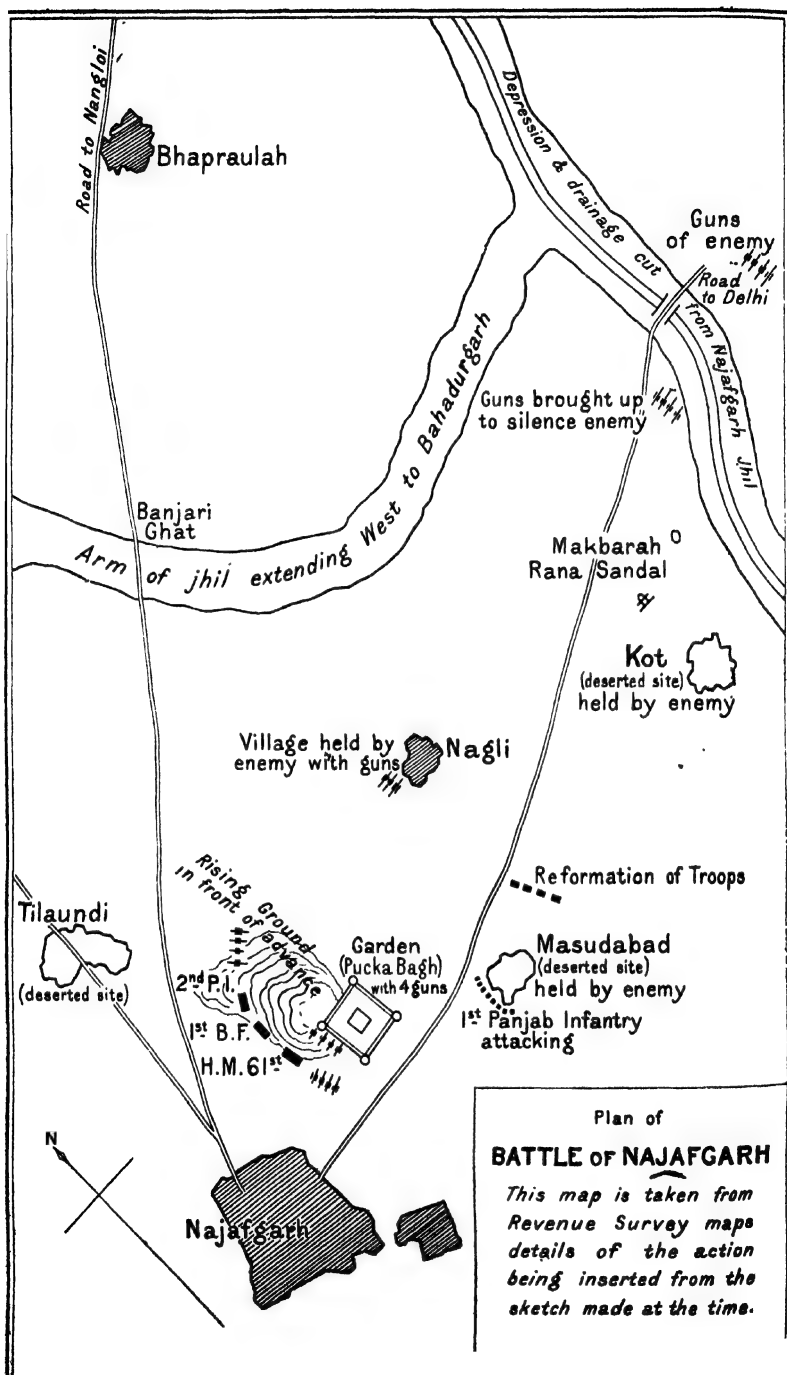 Road to Nangloi
Bhapraulah
Depression & drainage cut
from Najafgarh Jhil
Guns
of enemy
Road
to Delhi
Guns brought up
to silence enemy
Banjari
Ghat
Arm of jhil extending West to Bahadurgarh
Makbarah
Rana Sandal
Kot
(deserted site)
held by enemy
Village held by
enemy with guns
Nagli
Rising Ground
in front of advance
Reformation of Troops
Tilaundi
(deserted site)
Garden
(Pucka Bagh)
with 4 guns
Masudabad
(deserted site)
held by enemy
1st Panjab Infantry
attacking
2nd P.I.
1st B.F.
H.M. 61st
N
Najafgarh
Plan of
BATTLE OF NAJAFGARH
This map is taken from
Revenue Survey maps
details of the action
being inserted from the
sketch made at the time.